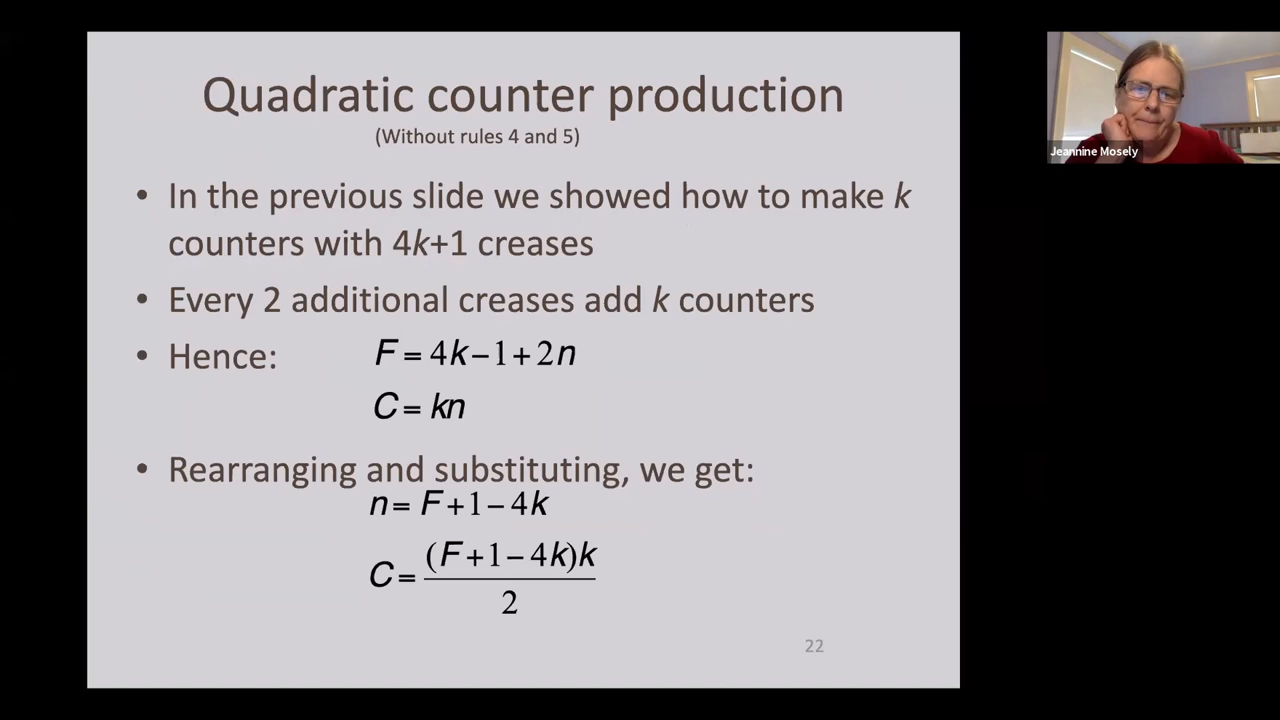 Quadratic counter production
(Without rules 4 and 5)
• In the previous slide we showed how to make k
counters with 4k+1 creases
• Every 2 additional creases add k counters
• Hence: F = 4k−1+2n
C = kn
• Rearranging and substituting, we get:
n = F+1−4k
C = (F+1−4k)k / 2
22
Jeannine Mosely